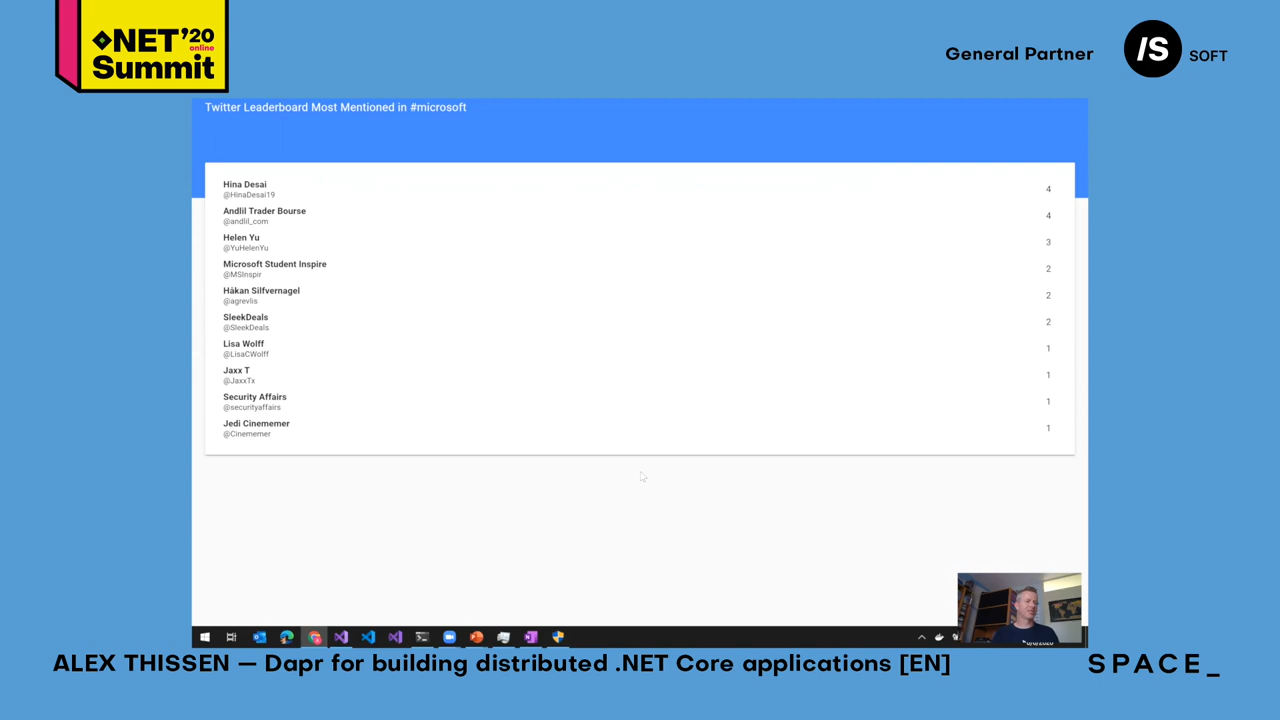 .NET'20
online
Summit
General Partner
/S
SOFT
Twitter Leaderboard Most Mentioned in #microsoft
Hina Desai
@HinaDesai19
4
Andlil Trader Bourse
@andlil_com
4
Helen Yu
@YuHelenYu
3
Microsoft Student Inspire
@MSInspir
2
Håkan Silfvernagel
@agrevlis
2
SleekDeals
@SleekDeals
2
Lisa Wolff
@LisaCWolff
1
Jaxx T
@JaxxTx
1
Security Affairs
@securityaffairs
1
Jedi Cinememer
@Cinememer
1
ALEX THISSEN — Dapr for building distributed .NET Core applications [EN]
SPACE_